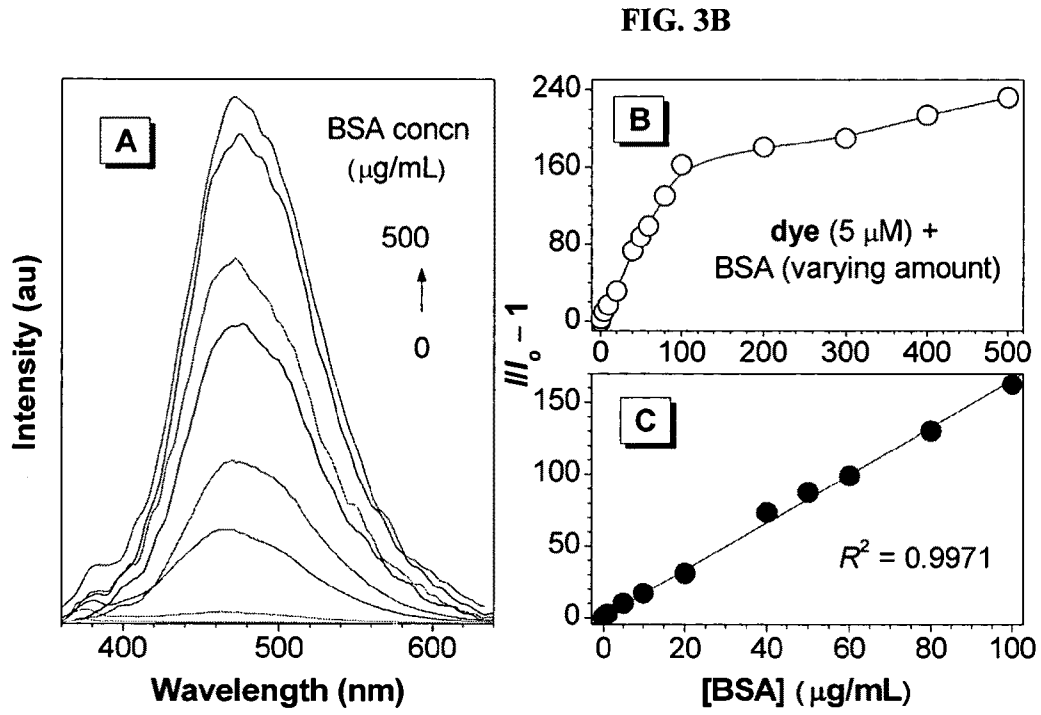 FIG. 3B
A
BSA concn
(μg/mL)
500
0
Intensity (au)
400
500
600
Wavelength (nm)
B
240
160
80
0
dye (5 μM) +
BSA (varying amount)
0
100
200
300
400
500
I/Io – 1
C
150
100
50
0
R² = 0.9971
0
20
40
60
80
100
[BSA] (μg/mL)